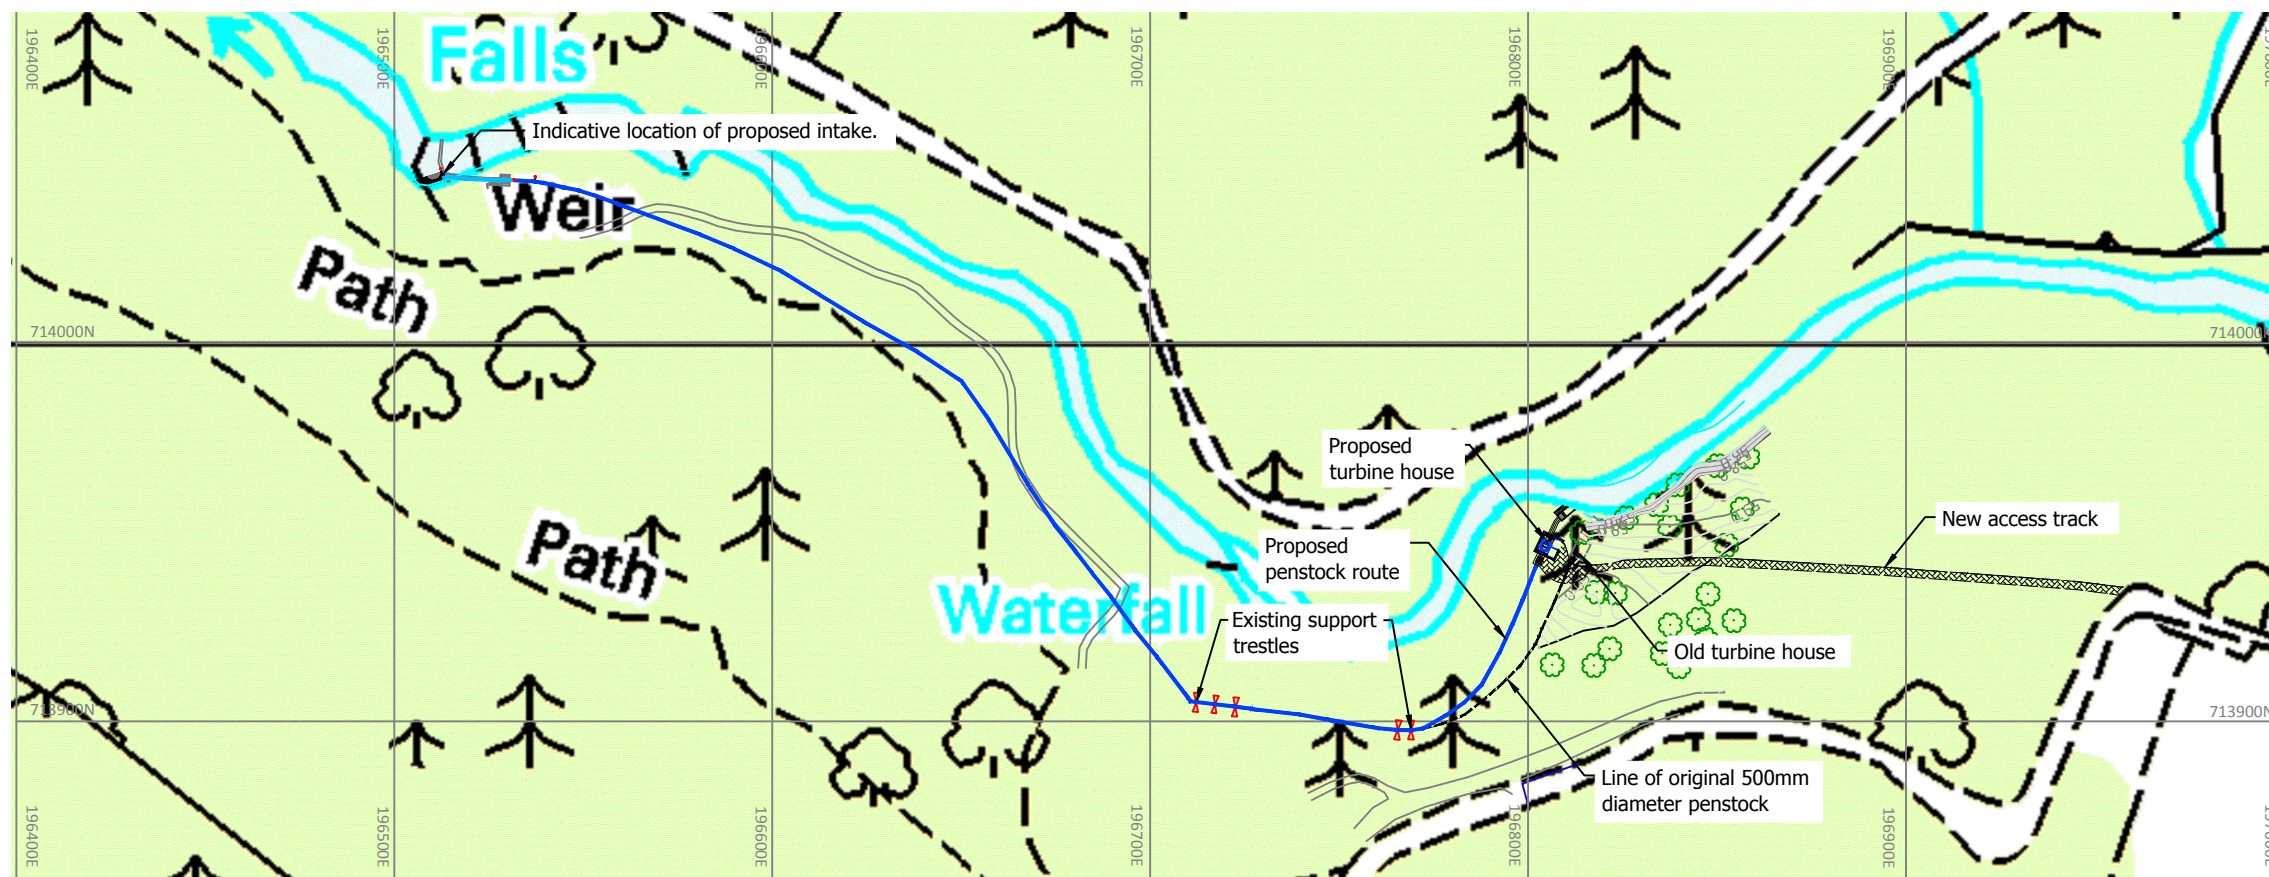 196400E
196500E
196600E
196700E
196800E
196900E
Falls
Indicative location of proposed intake.
Weir
Path
714000N
714000N
Proposed
turbine house
New access track
Proposed
penstock route
Path
Waterfall
Existing support
trestles
Old turbine house
713900N
713900N
Line of original 500mm
diameter penstock
196400E
196500E
196600E
196700E
196800E
196900E